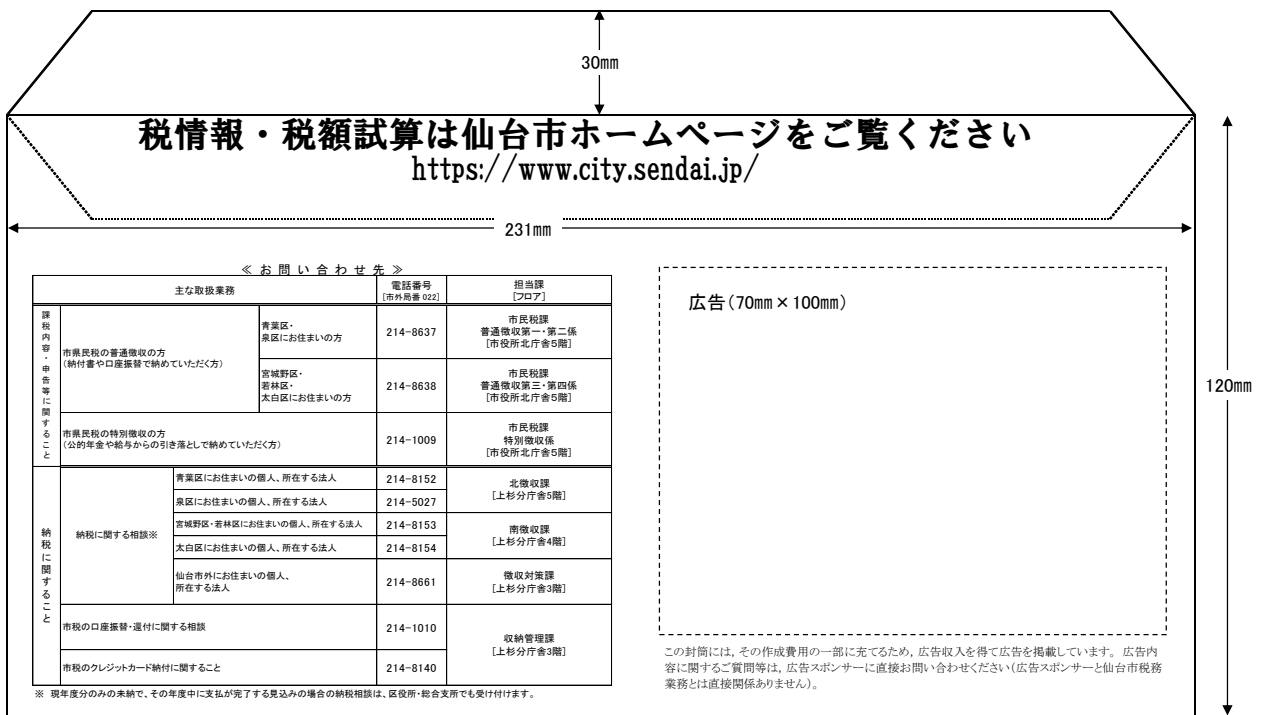 30mm
税情報・税額試算は仙台市ホームページをご覧ください
https://www.city.sendai.jp/
231mm
120mm
≪お問い合わせ先≫
主な取扱業務
電話番号
[市外局番 022]
担当課
[フロア]
課税内容・申告等に関すること
市県民税の普通徴収の方
(納付書や口座振替で納めていただく方)
青葉区・
泉区にお住まいの方
214-8637
市民税課
普通徴収第一・第二係
[市役所北庁舎5階]
宮城野区・
若林区・
太白区にお住まいの方
214-8638
市民税課
普通徴収第三・第四係
[市役所北庁舎5階]
市県民税の特別徴収の方
(公的年金や給与からの引き落としで納めていただく方)
214-1009
市民税課
特別徴収係
[市役所北庁舎5階]
納税に関すること
納税に関する相談※
青葉区にお住まいの個人、所在する法人
214-8152
泉区にお住まいの個人、所在する法人
214-5027
北徴収課
[上杉分庁舎5階]
宮城野区・若林区にお住まいの個人、所在する法人
214-8153
太白区にお住まいの個人、所在する法人
214-8154
南徴収課
[上杉分庁舎4階]
仙台市外にお住まいの個人、
所在する法人
214-8661
徴収対策課
[上杉分庁舎3階]
市税の口座振替・還付に関する相談
214-1010
市税のクレジットカード納付に関すること
214-8140
収納管理課
[上杉分庁舎3階]
※ 現年度分のみの未納で、その年度中に支払が完了する見込みの場合の納税相談は、区役所・総合支所でも受け付けます。
広告(70mm×100mm)
この封筒には, その作成費用の一部に充てるため, 広告収入を得て広告を掲載しています。 広告内
容に関するご質問等は, 広告スポンサーに直接お問い合わせください(広告スポンサーと仙台市税務
業務とは直接関係ありません)。